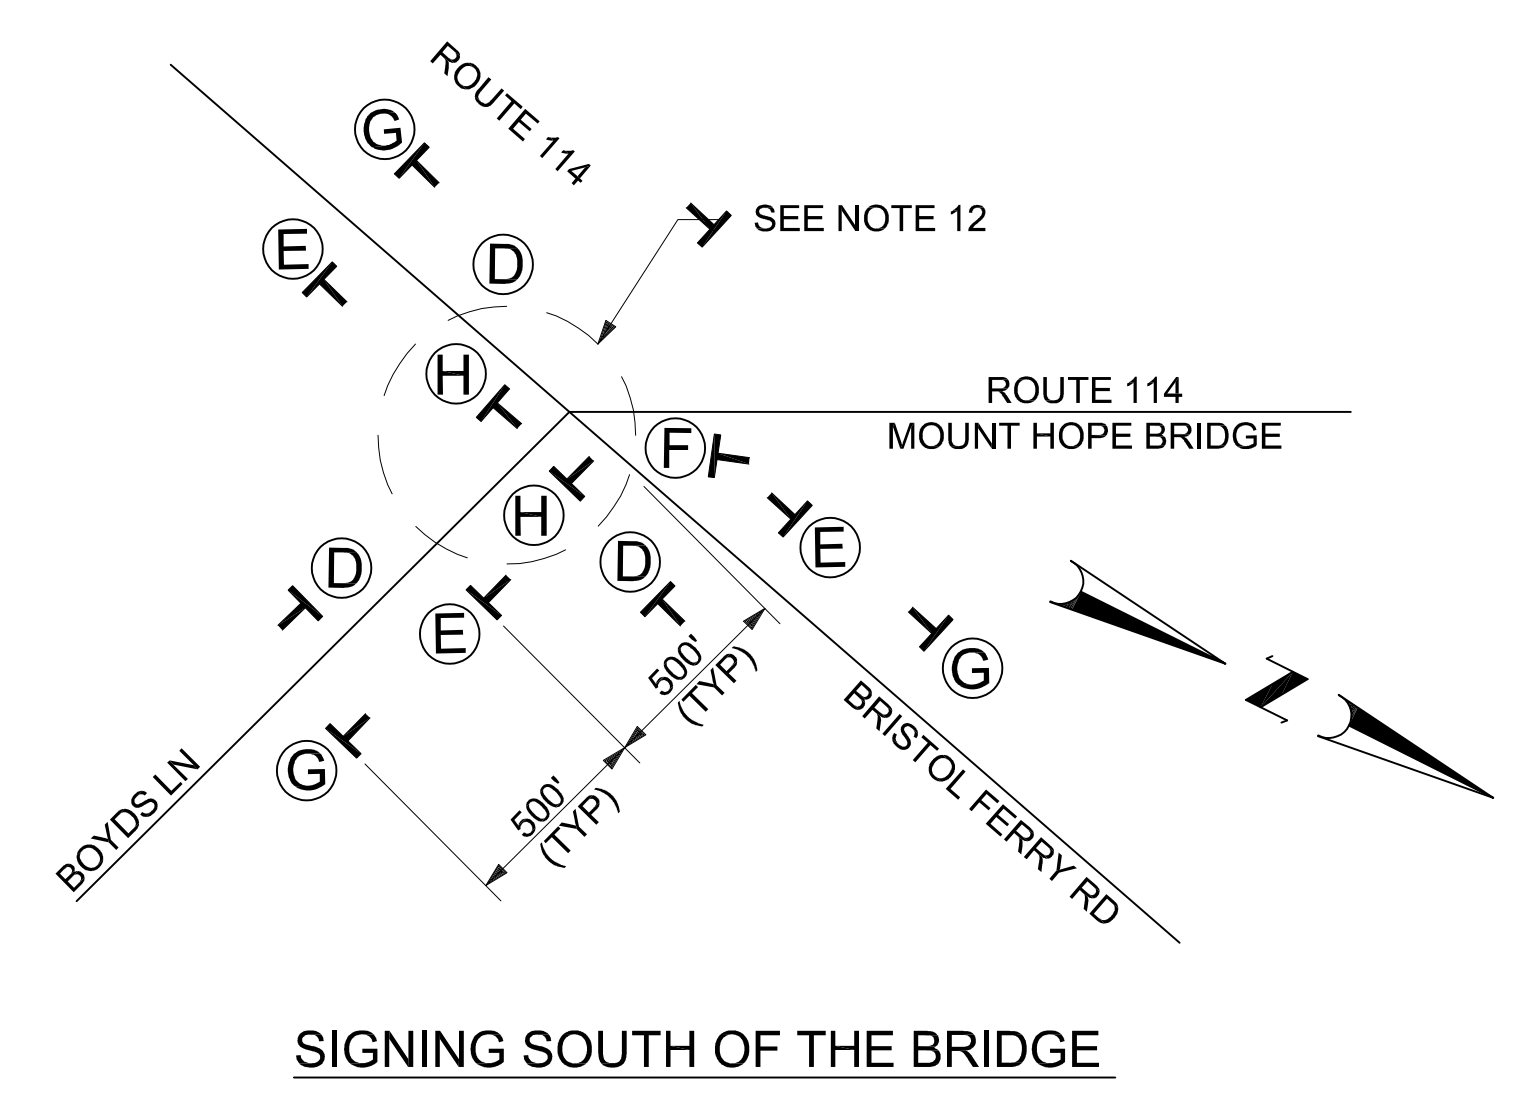 ROUTE 114
G
SEE NOTE 12
E
D
H
ROUTE 114
MOUNT HOPE BRIDGE
F
H
E
D
D
E
500'
(TYP)
G
N
BRISTOL FERRY RD
G
500'
(TYP)
BOYDS LN
SIGNING SOUTH OF THE BRIDGE